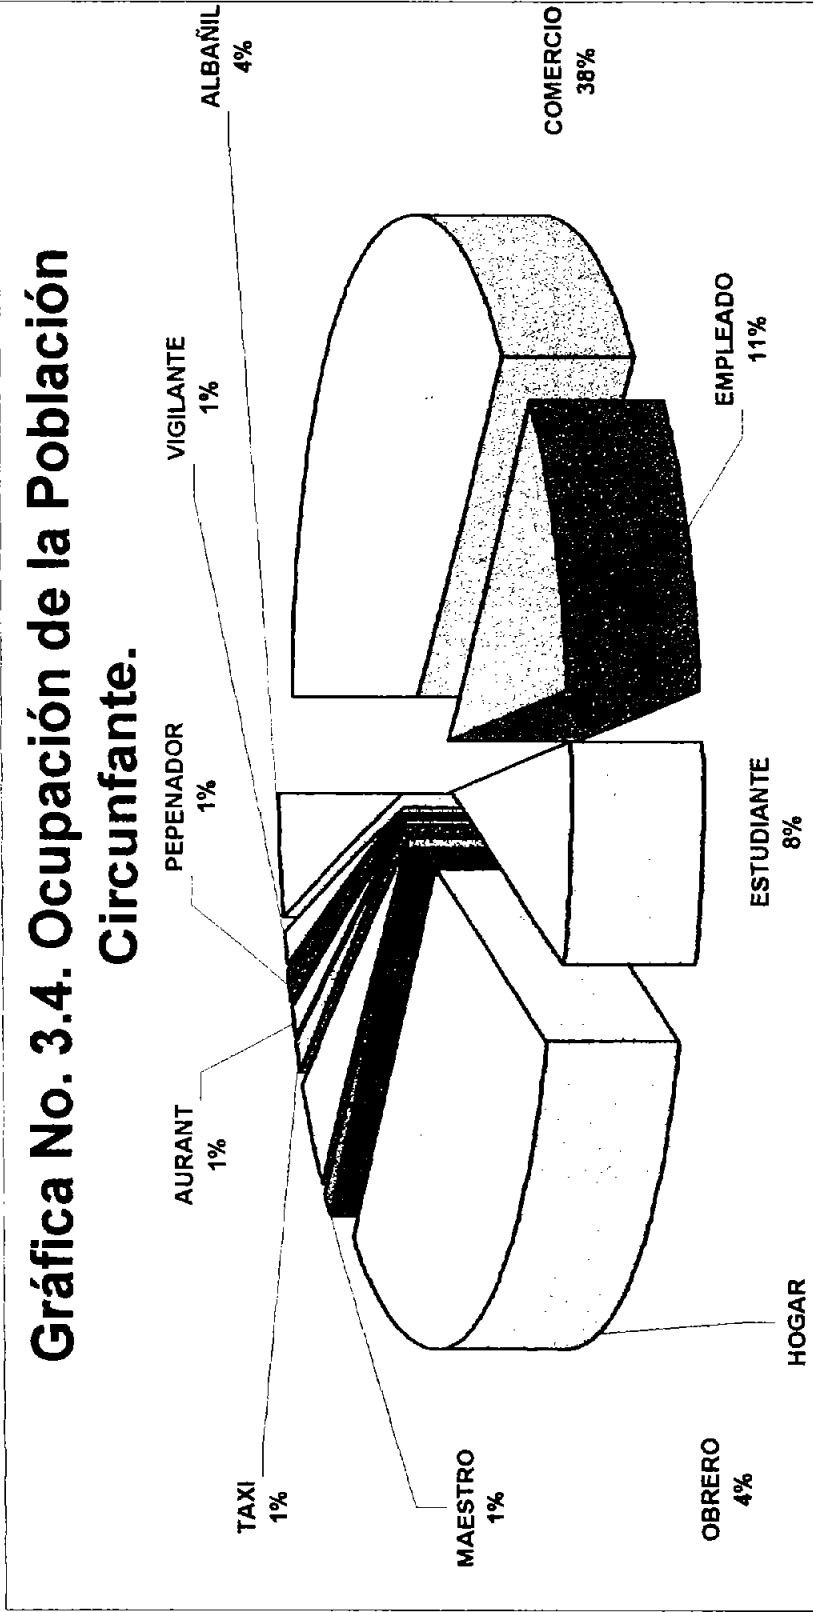 Gráfica No. 3.4. Ocupación de la Población
Circunfante.
ALBAÑIL
4%
VIGILANTE
1%
PEPENADOR
1%
AURANT
1%
TAXI
1%
MAESTRO
1%
OBRERO
4%
HOGAR
ESTUDIANTE
8%
EMPLEADO
11%
COMERCIO
38%